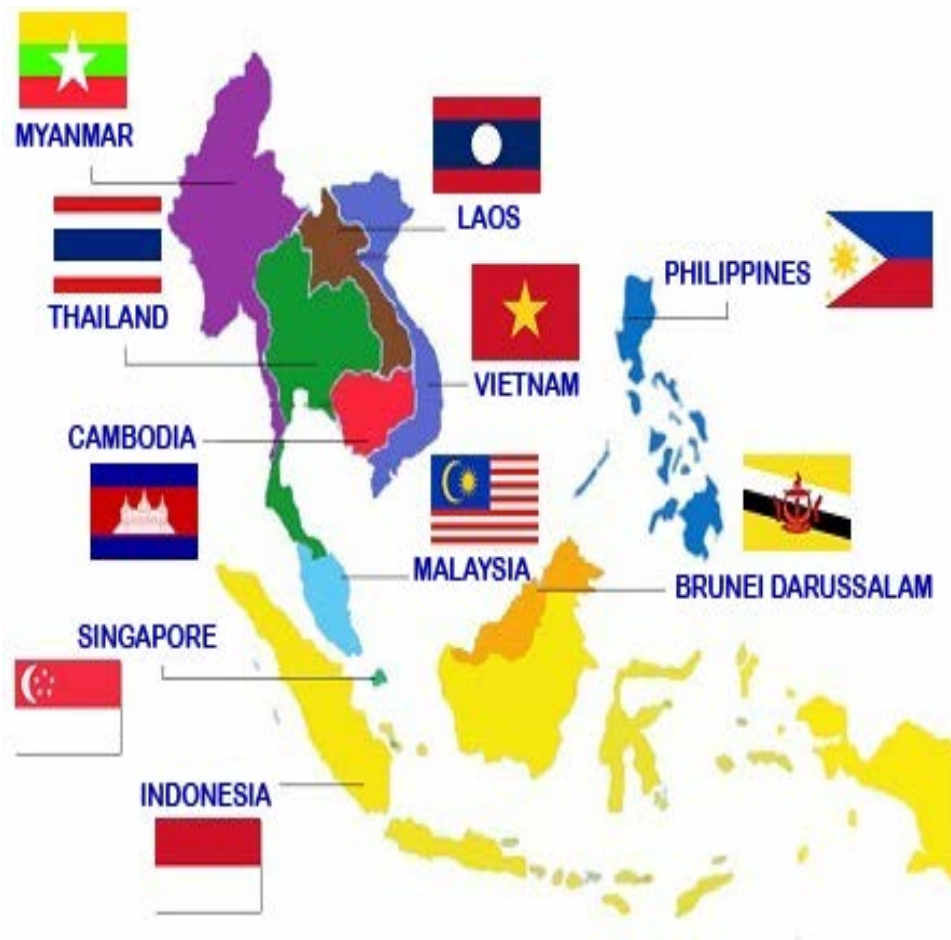 MYANMAR
LAOS
THAILAND
PHILIPPINES
VIETNAM
CAMBODIA
MALAYSIA
BRUNEI DARUSSALAM
SINGAPORE
INDONESIA